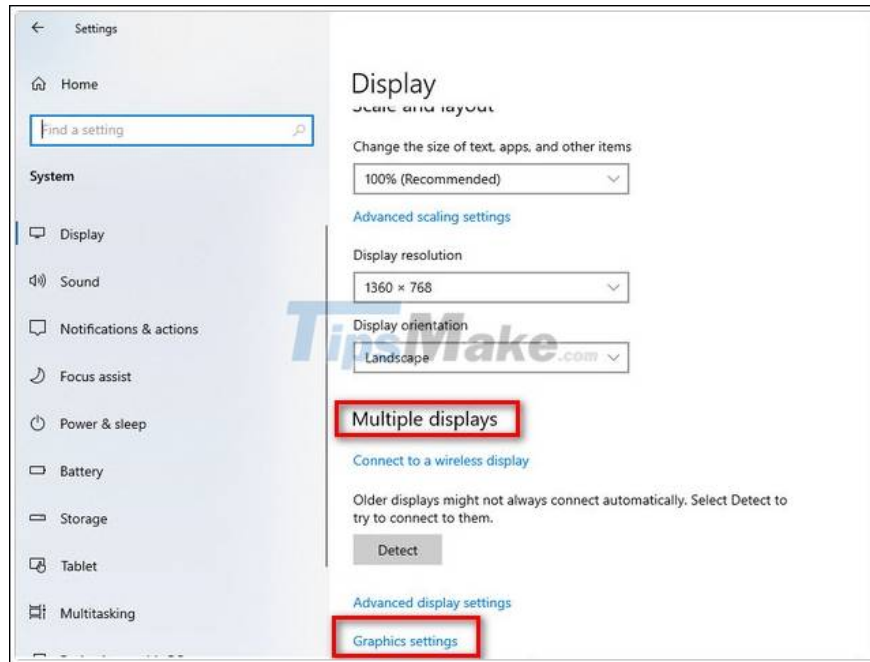 Settings
Home
Find a setting
System
Display
Sound
Notifications & actions
Focus assist
Power & sleep
Battery
Storage
Tablet
Multitasking
Display
Scale and layout
Change the size of text, apps, and other items
100% (Recommended)
Advanced scaling settings
Display resolution
1360 × 768
Display orientation
Landscape
TipsMake.com
Multiple displays
Connect to a wireless display
Older displays might not always connect automatically. Select Detect to
try to connect to them.
Detect
Advanced display settings
Graphics settings